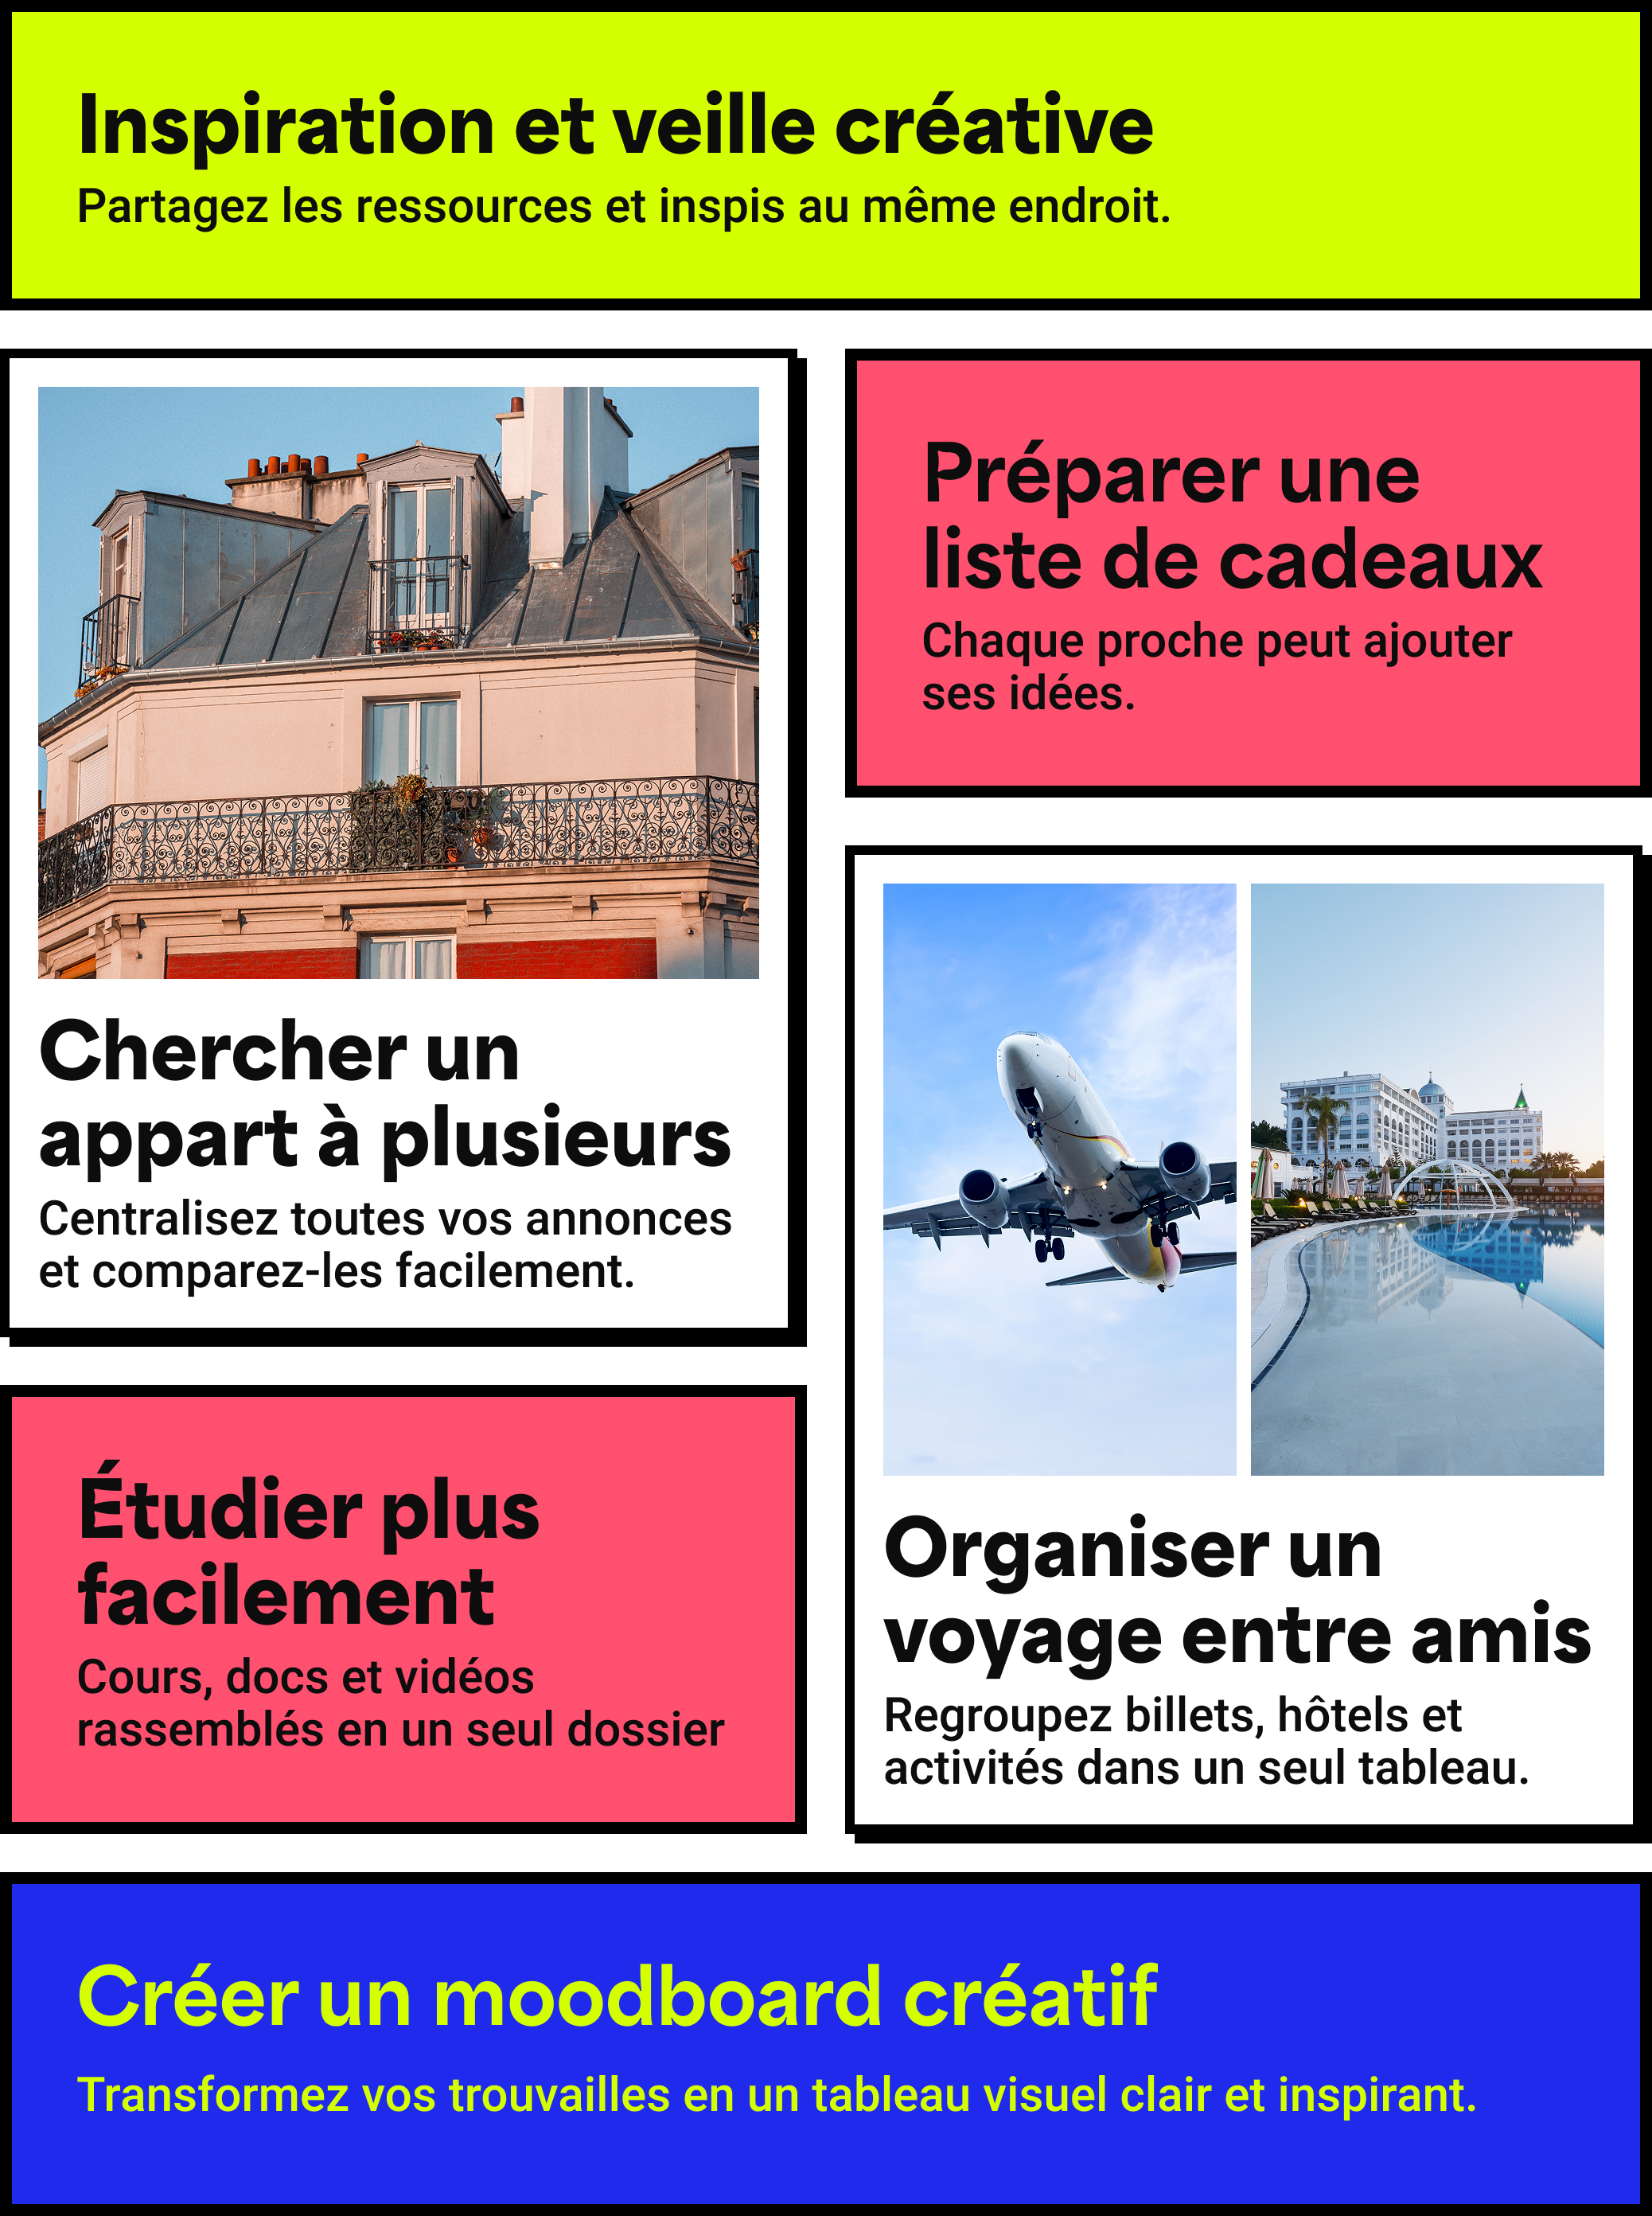 Inspiration et veille créative
Partagez les ressources et inspis au même endroit.
Chercher un
appart à plusieurs
Centralisez toutes vos annonces
et comparez-les facilement.
Préparer une
liste de cadeaux
Chaque proche peut ajouter
ses idées.
Étudier plus
facilement
Cours, docs et vidéos
rassemblés en un seul dossier
Organiser un
voyage entre amis
Regroupez billets, hôtels et
activités dans un seul tableau.
Créer un moodboard créatif
Transformez vos trouvailles en un tableau visuel clair et inspirant.